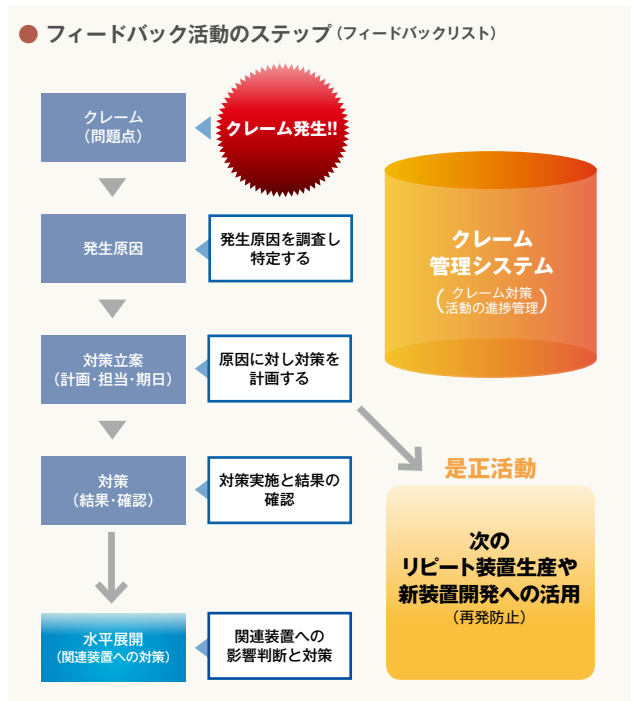 ● フィードバック活動のステップ（フィードバックリスト）
クレーム
（問題点）
クレーム発生!!
発生原因
発生原因を調査し
特定する
対策立案
（計画・担当・期日）
原因に対し対策を
計画する
対策
（結果・確認）
対策実施と結果の
確認
水平展開
（関連装置への対策）
関連装置への
影響判断と対策
クレーム
管理システム
（クレーム対策
活動の進捗管理）
是正活動
次の
リピート装置生産や
新装置開発への活用
（再発防止）